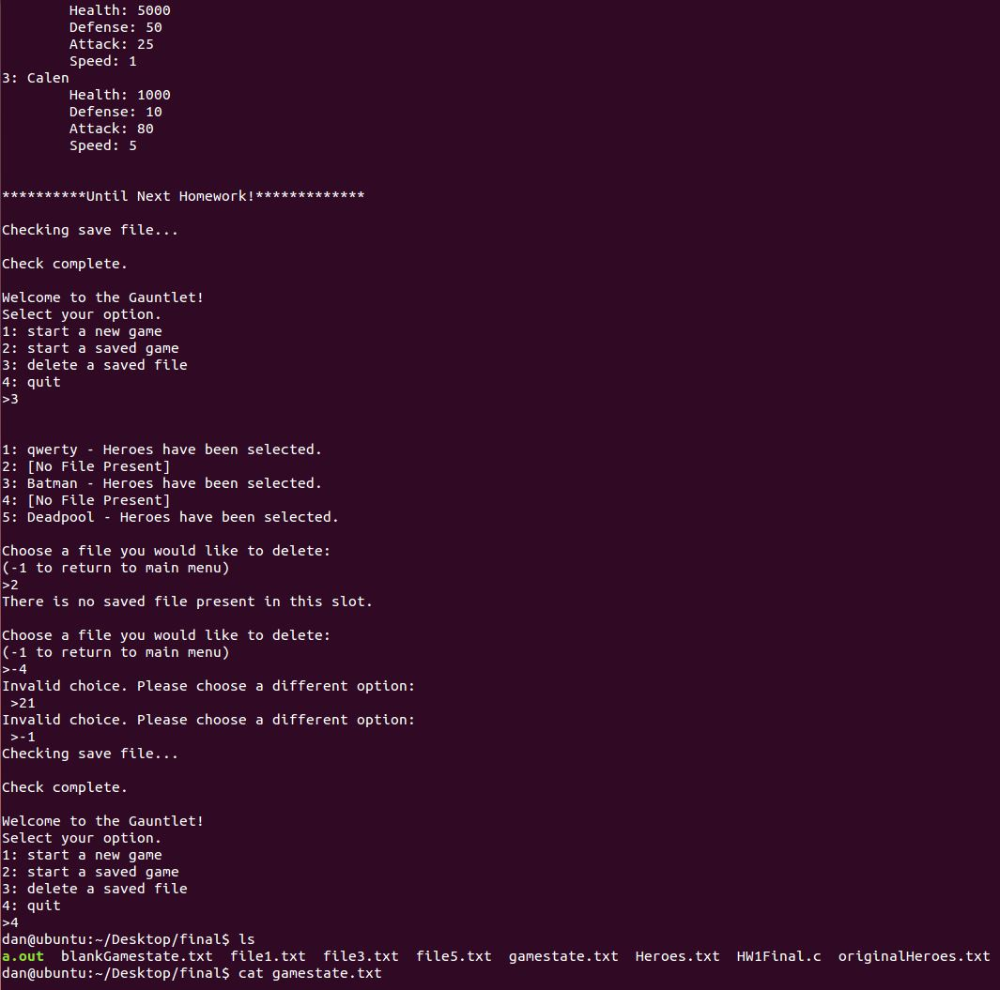 Health: 5000
Defense: 50
Attack: 25
Speed: 1
3: Calen
Health: 1000
Defense: 10
Attack: 80
Speed: 5
**********Until Next Homework!*************
Checking save file...
Check complete.
Welcome to the Gauntlet!
Select your option.
1: start a new game
2: start a saved game
3: delete a saved file
4: quit
>3
1: qwerty - Heroes have been selected.
2: [No File Present]
3: Batman - Heroes have been selected.
4: [No File Present]
5: Deadpool - Heroes have been selected.
Choose a file you would like to delete:
(-1 to return to main menu)
>2
There is no saved file present in this slot.
Choose a file you would like to delete:
(-1 to return to main menu)
>-4
Invalid choice. Please choose a different option:
>21
Invalid choice. Please choose a different option:
>-1
Checking save file...
Check complete.
Welcome to the Gauntlet!
Select your option.
1: start a new game
2: start a saved game
3: delete a saved file
4: quit
>4
dan@ubuntu:~/Desktop/final$ ls
a.out  blankGamestate.txt  file1.txt  file3.txt  file5.txt  gamestate.txt  Heroes.txt  HW1Final.c  originalHeroes.txt
dan@ubuntu:~/Desktop/final$ cat gamestate.txt